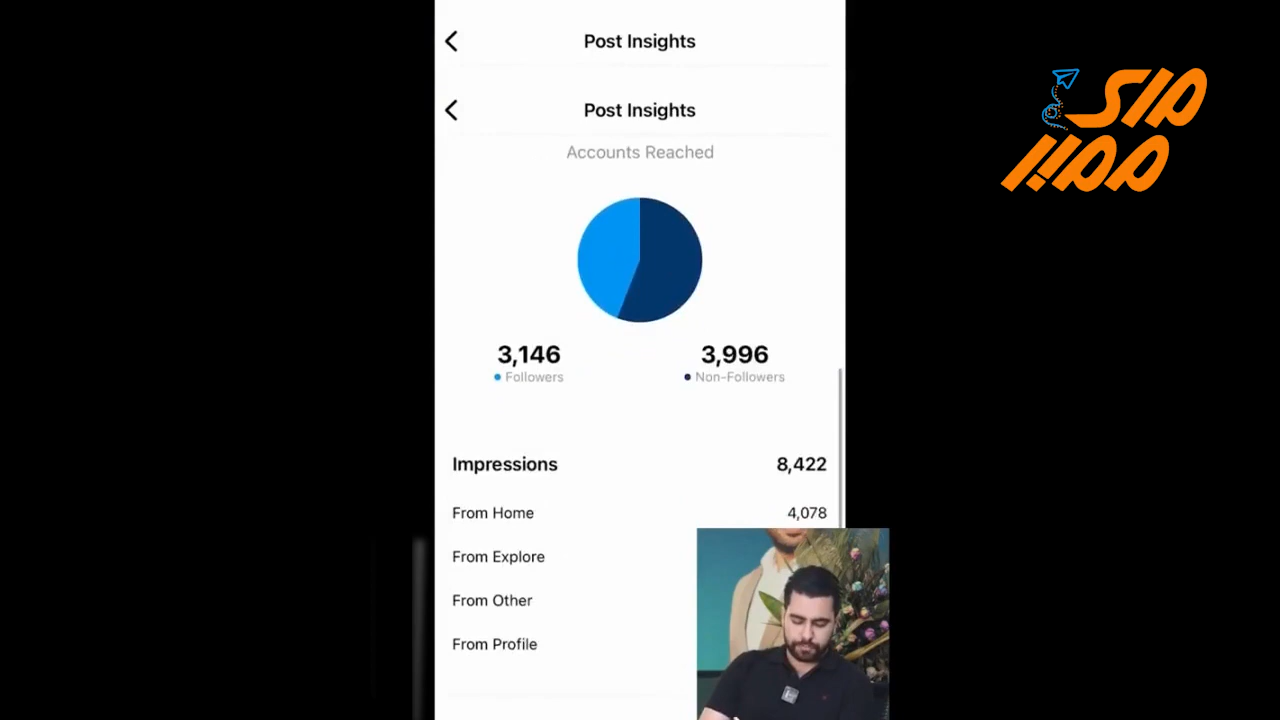 Post Insights
Post Insights
Accounts Reached
3,146
Followers
3,996
Non-Followers
Impressions 8,422
From Home 4,078
From Explore
From Other
From Profile